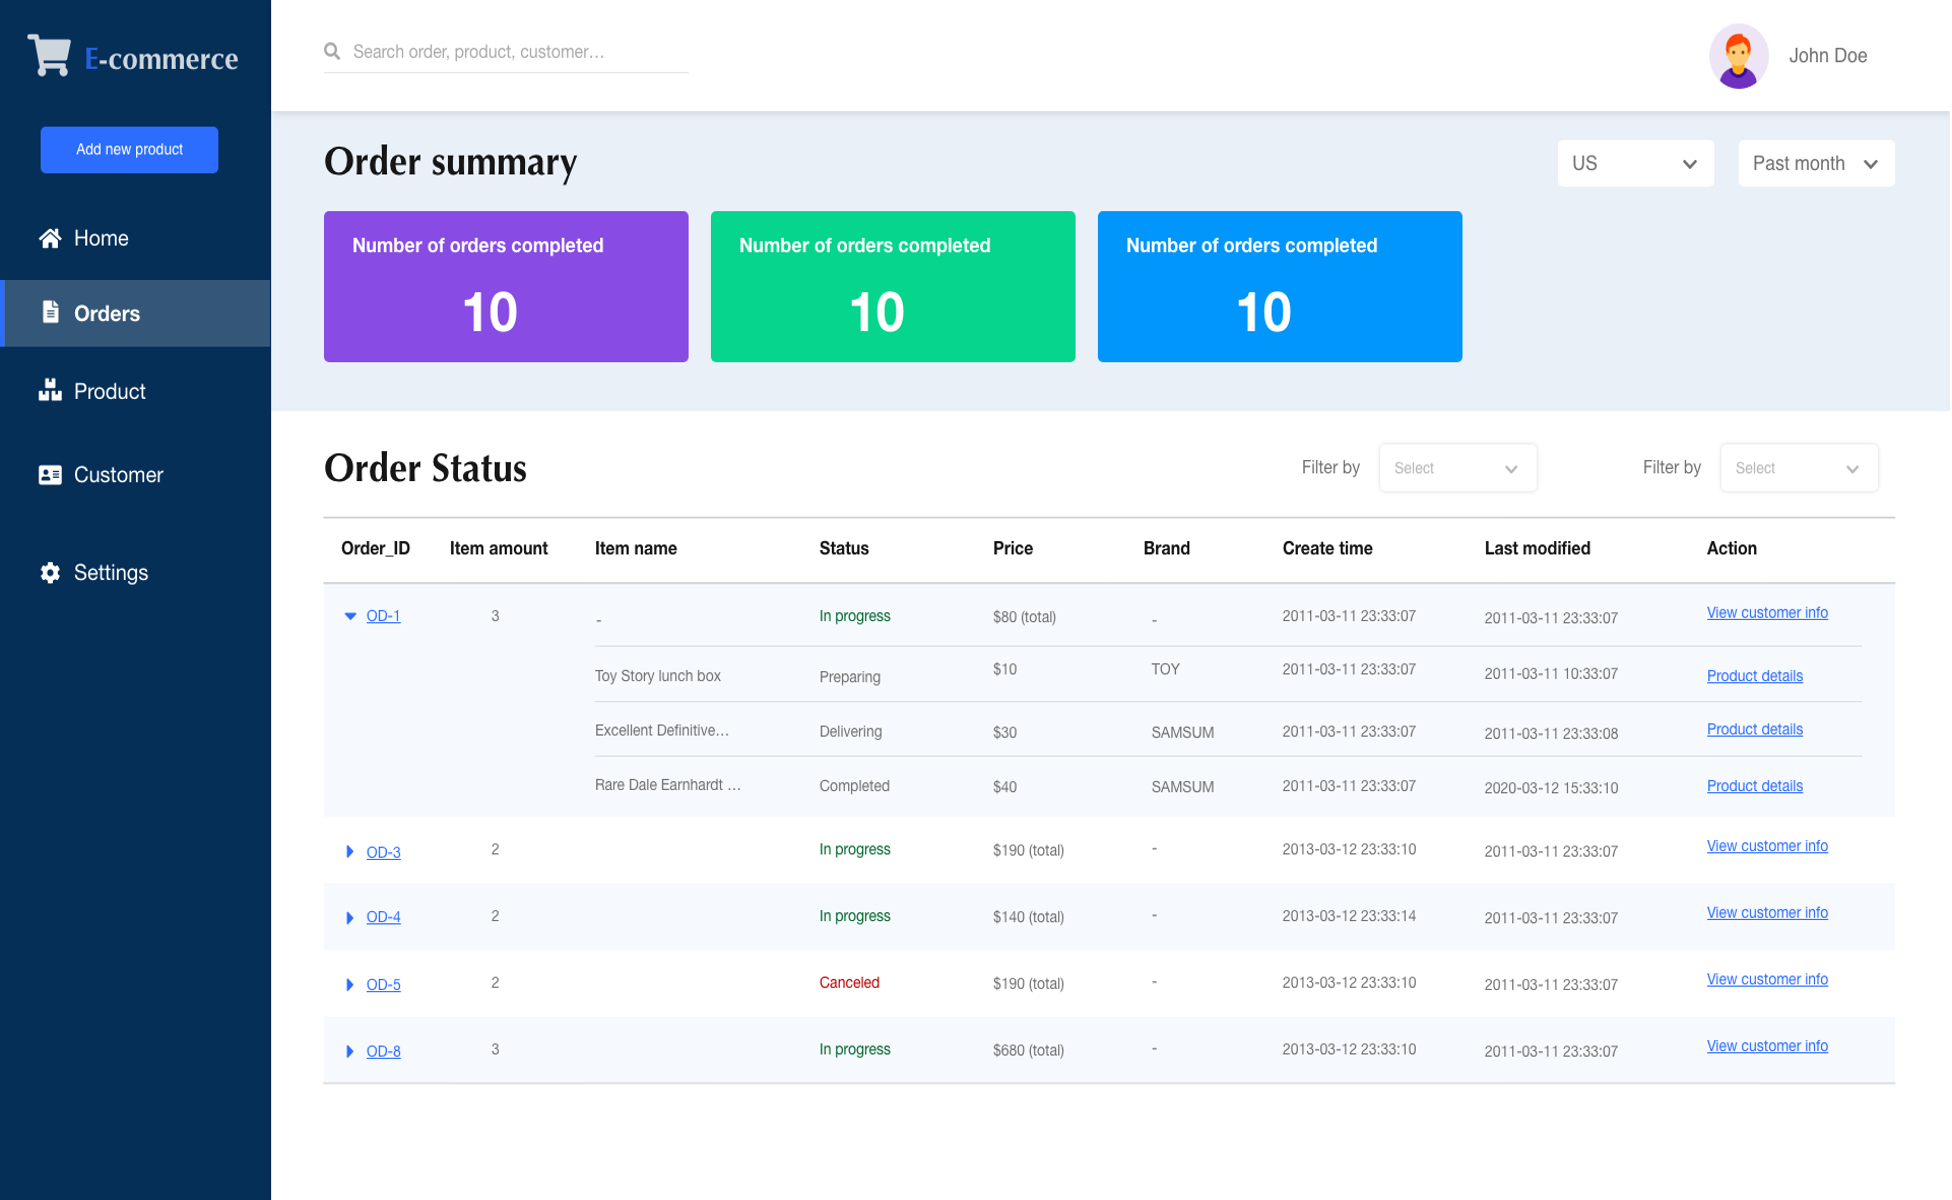 E-commerce
Search order, product, customer...
John Doe
Add new product
Home
Orders
Product
Customer
Settings
Order summary
US
Past month
Number of orders completed
10
Number of orders completed
10
Number of orders completed
10
Order Status
Filter by Select
Filter by Select
Order_ID Item amount Item name Status Price Brand Create time Last modified Action
OD-1 3 - In progress $80 (total) - 2011-03-11 23:33:07 2011-03-11 23:33:07 View customer info
Toy Story lunch box Preparing $10 TOY 2011-03-11 23:33:07 2011-03-11 10:33:07 Product details
Excellent Definitive... Delivering $30 SAMSUM 2011-03-11 23:33:07 2011-03-11 23:33:08 Product details
Rare Dale Earnhardt ... Completed $40 SAMSUM 2011-03-11 23:33:07 2020-03-12 15:33:10 Product details
OD-3 2 In progress $190 (total) - 2013-03-12 23:33:10 2011-03-11 23:33:07 View customer info
OD-4 2 In progress $140 (total) - 2013-03-12 23:33:14 2011-03-11 23:33:07 View customer info
OD-5 2 Canceled $190 (total) - 2013-03-12 23:33:10 2011-03-11 23:33:07 View customer info
OD-8 3 In progress $680 (total) - 2013-03-12 23:33:10 2011-03-11 23:33:07 View customer info